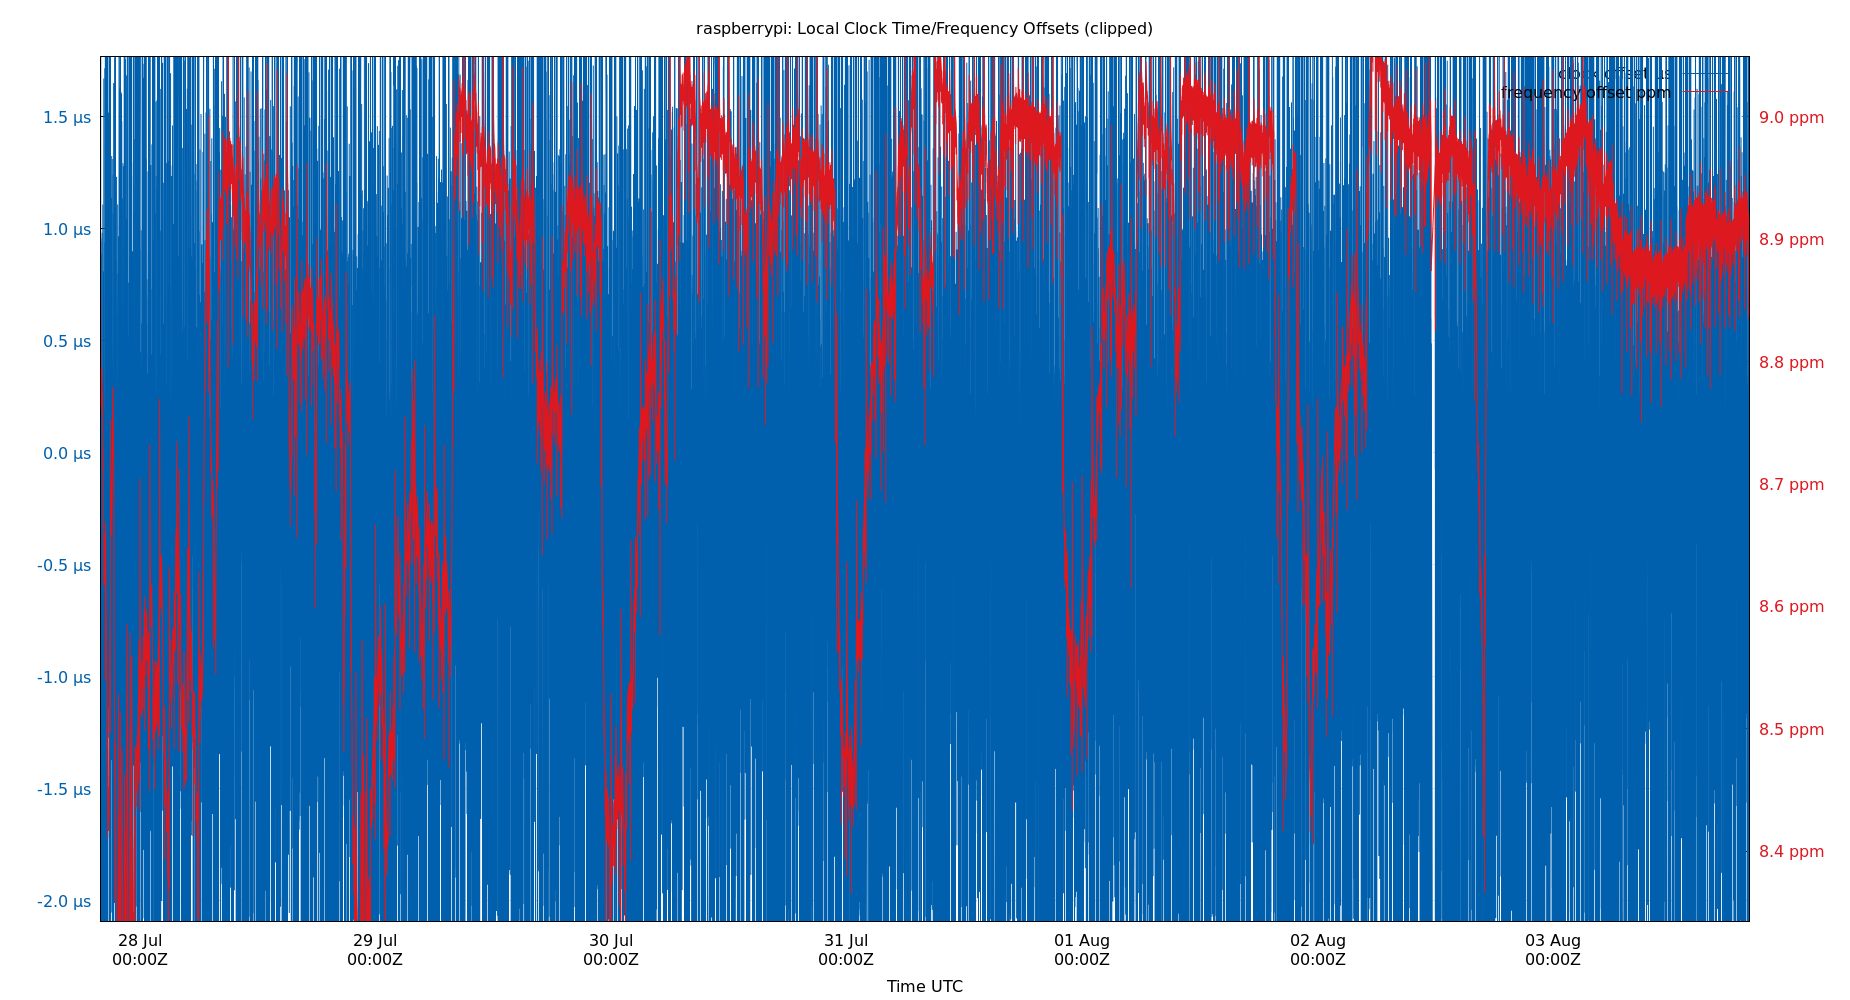 raspberrypi: Local Clock Time/Frequency Offsets (clipped)
clock offset μs
frequency offset ppm
1.5 μs
1.0 μs
0.5 μs
0.0 μs
-0.5 μs
-1.0 μs
-1.5 μs
-2.0 μs
9.0 ppm
8.9 ppm
8.8 ppm
8.7 ppm
8.6 ppm
8.5 ppm
8.4 ppm
28 Jul
00:00Z
29 Jul
00:00Z
30 Jul
00:00Z
31 Jul
00:00Z
01 Aug
00:00Z
02 Aug
00:00Z
03 Aug
00:00Z
Time UTC